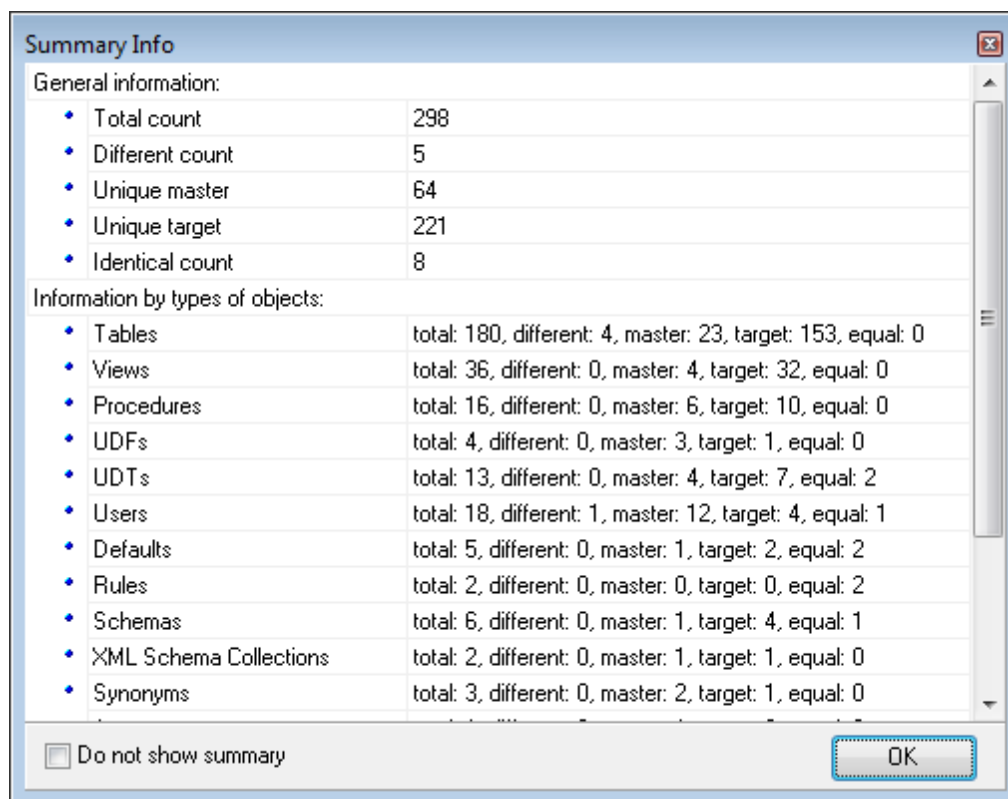 Summary Info
General information:
Total count 298
Different count 5
Unique master 64
Unique target 221
Identical count 8
Information by types of objects:
Tables total: 180, different: 4, master: 23, target: 153, equal: 0
Views total: 36, different: 0, master: 4, target: 32, equal: 0
Procedures total: 16, different: 0, master: 6, target: 10, equal: 0
UDFs total: 4, different: 0, master: 3, target: 1, equal: 0
UDTs total: 13, different: 0, master: 4, target: 7, equal: 2
Users total: 18, different: 1, master: 12, target: 4, equal: 1
Defaults total: 5, different: 0, master: 1, target: 2, equal: 2
Rules total: 2, different: 0, master: 0, target: 0, equal: 2
Schemas total: 6, different: 0, master: 1, target: 4, equal: 1
XML Schema Collections total: 2, different: 0, master: 1, target: 1, equal: 0
Synonyms total: 3, different: 0, master: 2, target: 1, equal: 0
Do not show summary OK